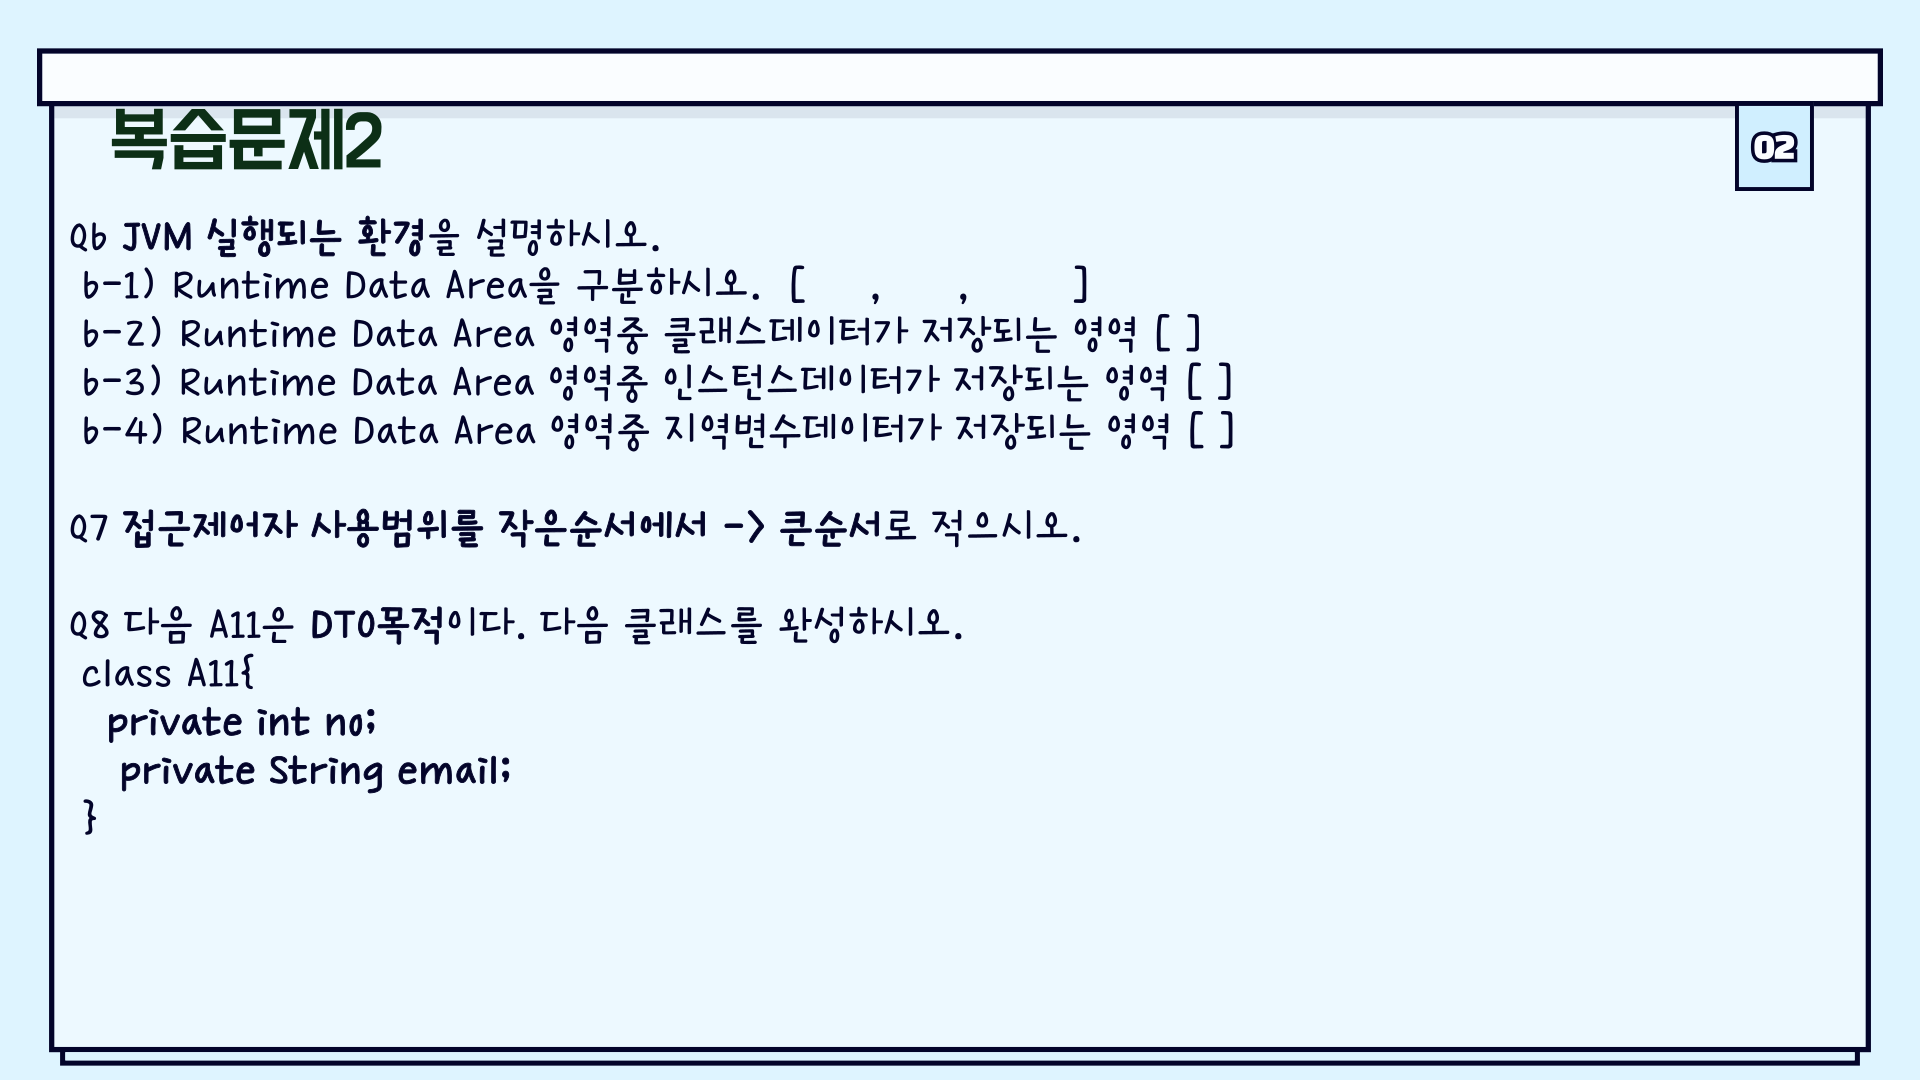 복습문제2
02
Q6 JVM 실행되는 환경을 설명하시오.
6-1) Runtime Data Area을 구분하시오. [ , , ]
6-2) Runtime Data Area 영역중 클래스데이터가 저장되는 영역 [ ]
6-3) Runtime Data Area 영역중 인스턴스데이터가 저장되는 영역 [ ]
6-4) Runtime Data Area 영역중 지역변수데이터가 저장되는 영역 [ ]
Q7 접근제어자 사용범위를 작은순서에서 -> 큰순서로 적으시오.
Q8 다음 A11은 DTO목적이다. 다음 클래스를 완성하시오.
class A11{
private int no;
private String email;
}